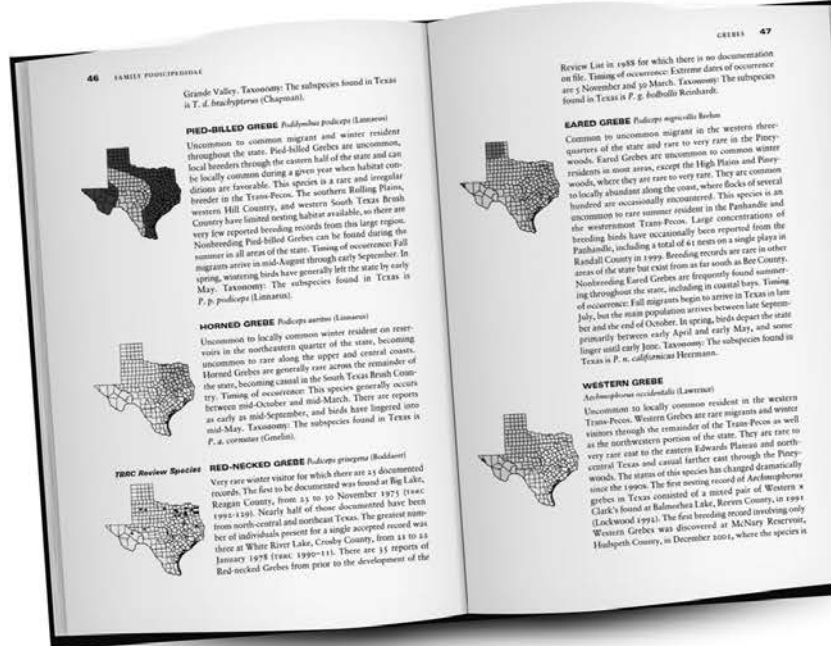 46 FAMILY PODICIPEDIDAE
Grande Valley. Taxonomy: The subspecies found in Texas
is T. d. brachypterus (Chapman).
PIED-BILLED GREBE Podilymbus podiceps (Linnaeus)
Uncommon to common migrant and winter resident
throughout the state. Pied-billed Grebes are uncommon,
local breeders through the eastern half of the state and can
be locally common during a given year when habitat con-
ditions are favorable. This species is a rare and irregular
breeder in the Trans-Pecos. The southern Rolling Plains,
western Hill Country, and western South Texas Brush
Country have limited nesting habitat available, so there are
very few reported breeding records from this large region.
Nonbreeding Pied-billed Grebes can be found during the
summer in all areas of the state. Timing of occurrence: Fall
migrants arrive in mid-August through early September. In
spring, wintering birds have generally left the state by early
May. Taxonomy: The subspecies found in Texas is
P. p. podiceps (Linnaeus).
HORNED GREBE Podiceps auritus (Linnaeus)
Uncommon to locally common winter resident on reser-
voirs in the northeastern quarter of the state, becoming
uncommon to rare along the upper and central coasts.
Horned Grebes are generally rare across the remainder of
the state, becoming casual in the South Texas Brush Coun-
try. Timing of occurrence: This species generally occurs
between mid-October and mid-March. There are reports
as early as mid-September, and birds have lingered into
mid-May. Taxonomy: The subspecies found in Texas is
P. a. cornutus (Gmelin).
TBRC Review Species RED-NECKED GREBE Podiceps grisegena (Boddaert)
Very rare winter visitor for which there are 25 documented
records. The first to be documented was found at Big Lake,
Reagan County, from 23 to 30 November 1975 (TBRC
1992-129). Nearly half of those documented have been
from north-central and northeast Texas. The greatest num-
ber of individuals present for a single accepted record was
three at White River Lake, Crosby County, from 21 to 22
January 1978 (TBRC 1990-11). There are 35 reports of
Red-necked Grebes from prior to the development of the
GREBES 47
Review List in 1988 for which there is no documentation
on file. Timing of occurrence: Extreme dates of occurrence
are 5 November and 30 March. Taxonomy: The subspecies
found in Texas is P. g. holbollii Reinhardt.
EARED GREBE Podiceps nigricollis Brehm
Common to uncommon migrant in the western three-
quarters of the state and rare to very rare in the Piney-
woods. Eared Grebes are uncommon to common winter
residents in most areas, except the High Plains and Piney-
woods, where they are rare to very rare. They are common
to locally abundant along the coast, where flocks of several
hundred are occasionally encountered. This species is an
uncommon to rare summer resident in the Panhandle and
the westernmost Trans-Pecos. Large concentrations of
breeding birds have occasionally been reported from the
Panhandle, including a total of 61 nests on a single playa in
Randall County in 1999. Breeding records are rare in other
areas of the state but exist from as far south as Bee County.
Nonbreeding Eared Grebes are frequently found summer-
ing throughout the state, including in coastal bays. Timing
of occurrence: Fall migrants begin to arrive in Texas in late
July, but the main population arrives between late Septem-
ber and the end of October. In spring, birds depart the state
primarily between early April and early May, and some
linger until early June. Taxonomy: The subspecies found in
Texas is P. n. californicus Heermann.
WESTERN GREBE
Aechmophorus occidentalis (Lawrence)
Uncommon to locally common resident in the western
Trans-Pecos. Western Grebes are rare migrants and winter
visitors through the remainder of the Trans-Pecos as well
as the northwestern portion of the state. They are rare to
very rare east to the eastern Edwards Plateau and north-
central Texas and casual farther east through the Piney-
woods. The status of this species has changed dramatically
since the 1990s. The first nesting record of Aechmophorus
grebes in Texas consisted of a mixed pair of Western x
Clark's found at Balmorhea Lake, Reeves County, in 1991
(Lockwood 1992). The first breeding record involving only
Western Grebes was discovered at McNary Reservoir,
Hudspeth County, in December 2001, where the species is